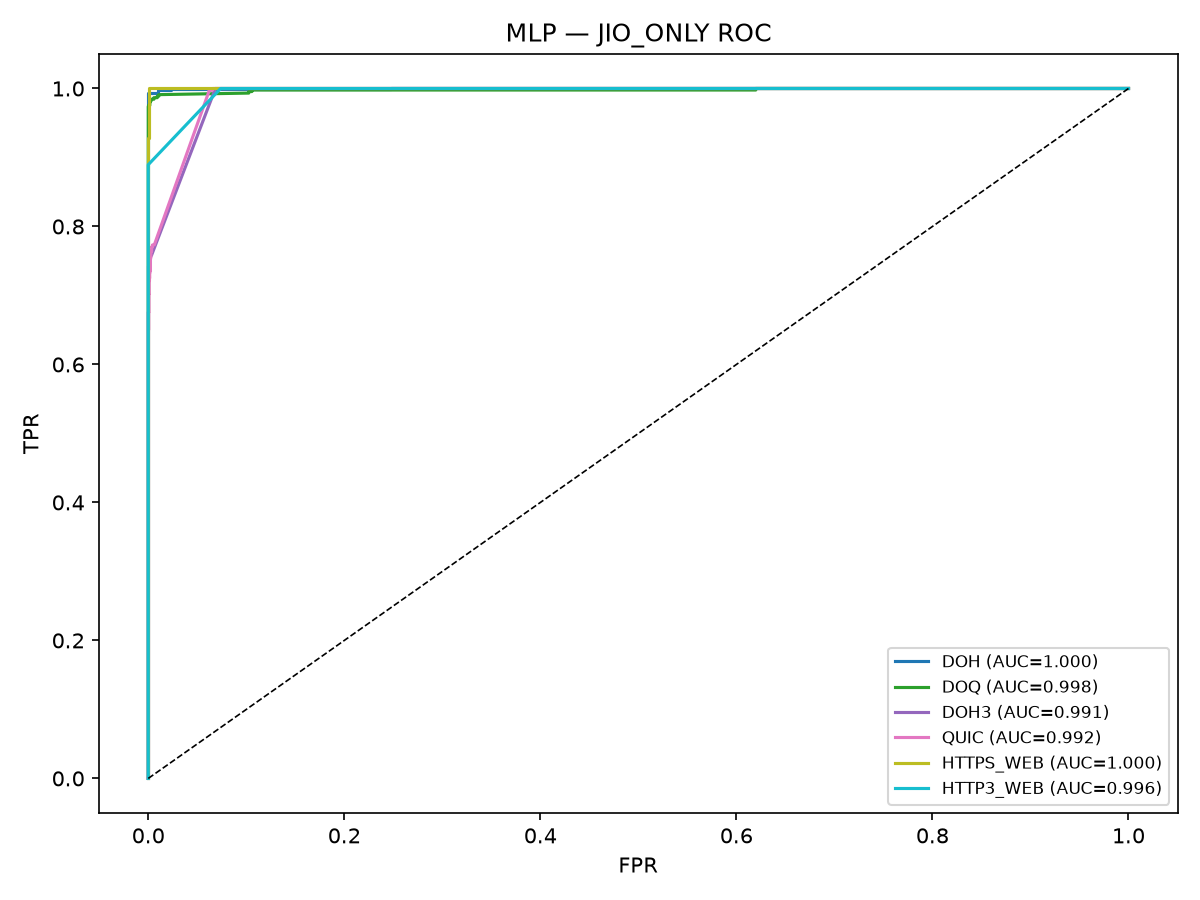 MLP — JIO_ONLY ROC
TPR
1.0
0.8
0.6
0.4
0.2
0.0
DOH (AUC=1.000)
DOQ (AUC=0.998)
DOH3 (AUC=0.991)
QUIC (AUC=0.992)
HTTPS_WEB (AUC=1.000)
HTTP3_WEB (AUC=0.996)
0.0 0.2 0.4 0.6 0.8 1.0
FPR